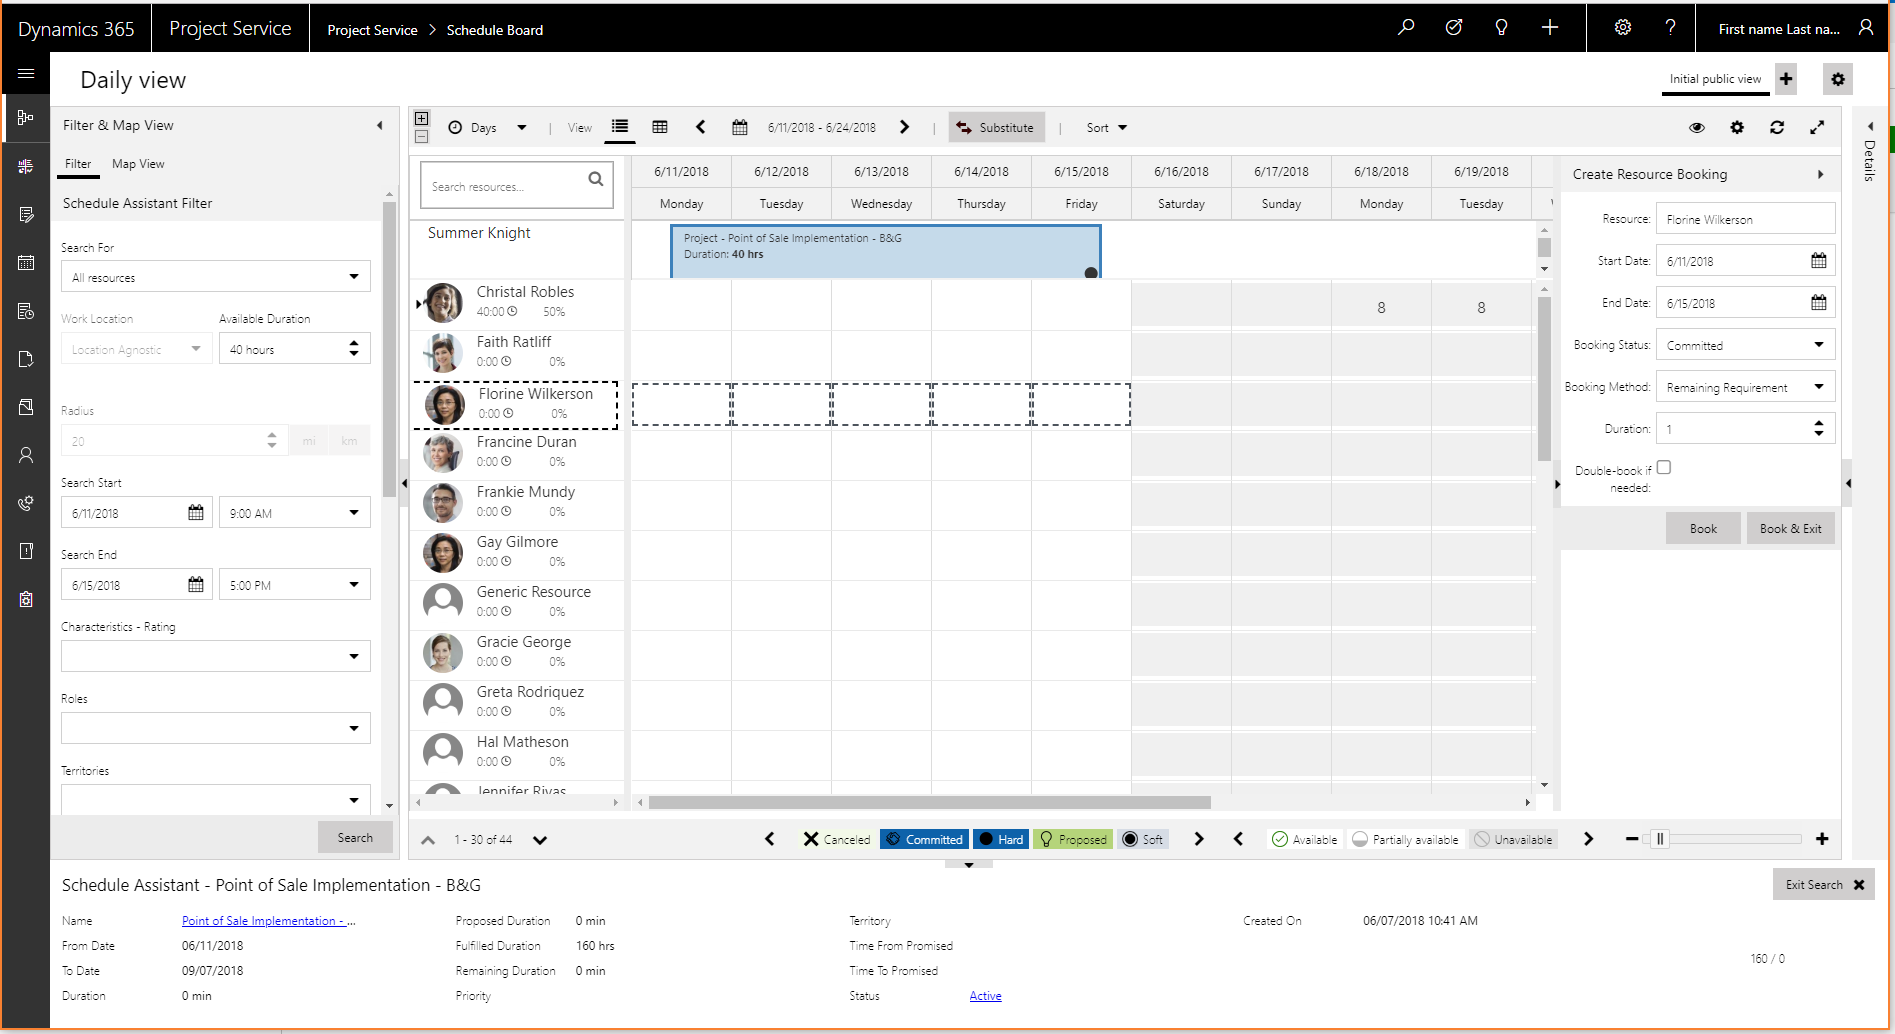 Dynamics 365
Project Service
Project Service > Schedule Board
First name Last na...
Daily view
Initial public view
Filter & Map View
Filter
Map View
Schedule Assistant Filter
Search For
All resources
Work Location
Available Duration
Location Agnostic
40 hours
Radius
20
mi
km
Search Start
6/11/2018
9:00 AM
Search End
6/15/2018
5:00 PM
Characteristics - Rating
Roles
Territories
Search
Days
View
6/11/2018 - 6/24/2018
Substitute
Sort
Search resources...
6/11/2018 6/12/2018 6/13/2018 6/14/2018 6/15/2018 6/16/2018 6/17/2018 6/18/2018 6/19/2018
Monday Tuesday Wednesday Thursday Friday Saturday Sunday Monday Tuesday
Summer Knight
Project - Point of Sale Implementation - B&G
Duration: 40 hrs
Christal Robles
40:00 50%
8 8
Faith Ratliff
0:00 0%
Florine Wilkerson
0:00 0%
Francine Duran
0:00 0%
Frankie Mundy
0:00 0%
Gay Gilmore
0:00 0%
Generic Resource
0:00 0%
Gracie George
0:00 0%
Greta Rodriquez
0:00 0%
Hal Matheson
0:00 0%
Jennifer Rivas
1 - 30 of 44
Canceled
Committed
Hard
Proposed
Soft
Available
Partially available
Unavailable
Create Resource Booking
Resource: Florine Wilkerson
Start Date: 6/11/2018
End Date: 6/15/2018
Booking Status: Committed
Booking Method: Remaining Requirement
Duration: 1
Double-book if
needed:
Book
Book & Exit
Details
Schedule Assistant - Point of Sale Implementation - B&G
Exit Search
Name Point of Sale Implementation - ...
From Date 06/11/2018
To Date 09/07/2018
Duration 0 min
Proposed Duration 0 min
Fulfilled Duration 160 hrs
Remaining Duration 0 min
Priority
Territory
Time From Promised
Time To Promised
Status Active
Created On 06/07/2018 10:41 AM
160 / 0